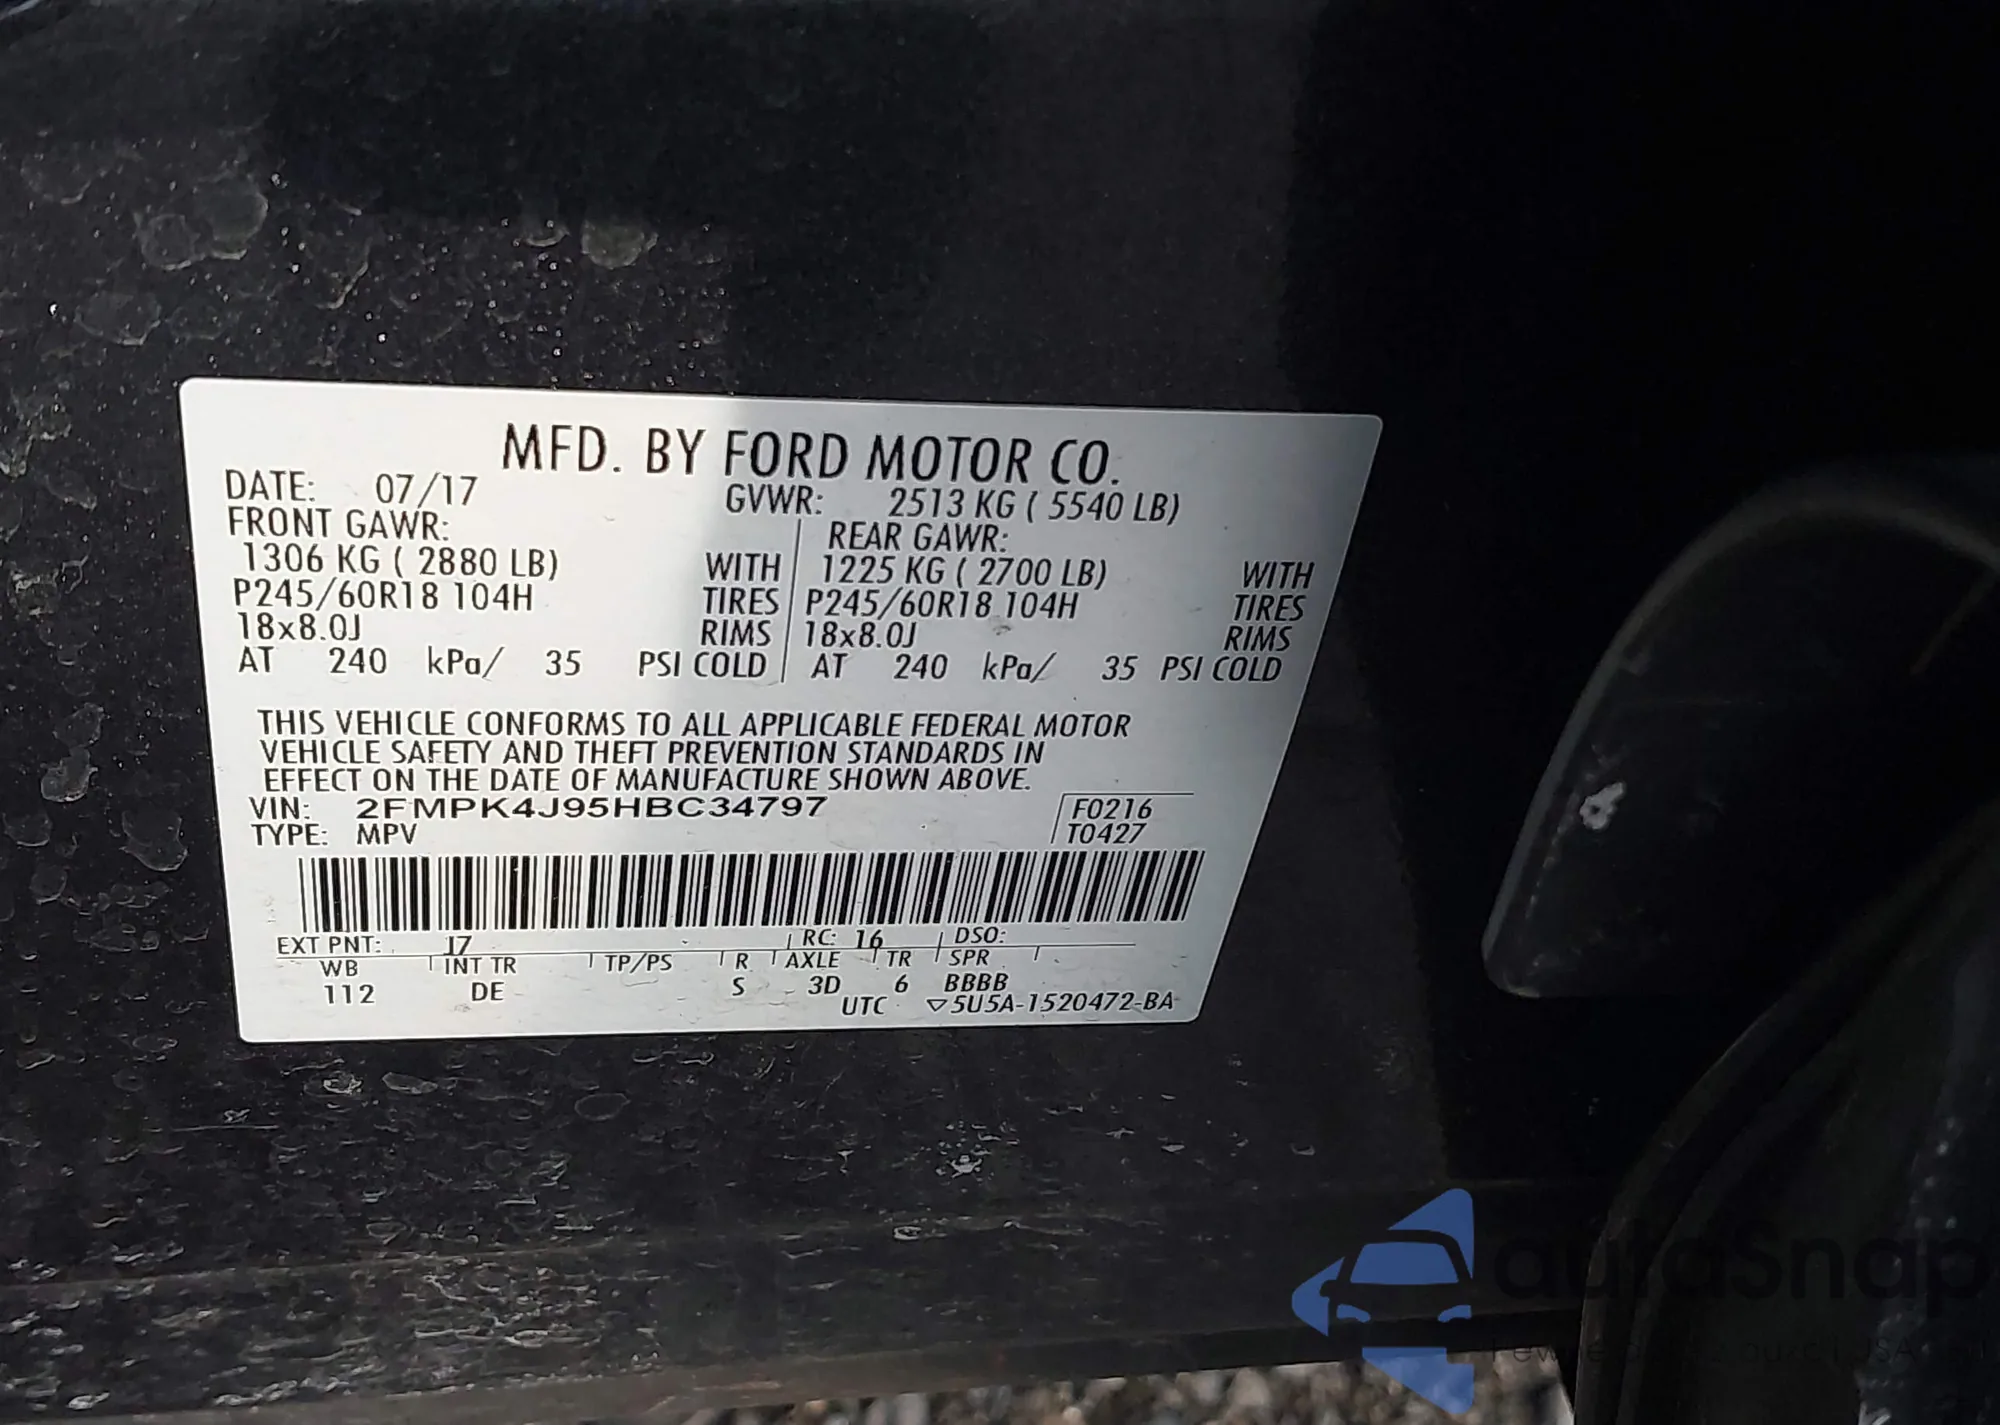 MFD. BY FORD MOTOR CO.
DATE: 07/17 GVWR: 2513 KG ( 5540 LB)
FRONT GAWR: REAR GAWR:
1306 KG ( 2880 LB) WITH 1225 KG ( 2700 LB) WITH
P245/60R18 104H TIRES P245/60R18 104H TIRES
18x8.0J RIMS 18x8.0J RIMS
AT 240 kPa/ 35 PSI COLD AT 240 kPa/ 35 PSI COLD
THIS VEHICLE CONFORMS TO ALL APPLICABLE FEDERAL MOTOR
VEHICLE SAFETY AND THEFT PREVENTION STANDARDS IN
EFFECT ON THE DATE OF MANUFACTURE SHOWN ABOVE.
VIN: 2FMPK4J95HBC34797 F0216
TYPE: MPV T0427
EXT PNT: J7 RC: 16 DSO:
WB INT TR TP/PS R AXLE TR SPR
112 DE S 3D 6 BBBB
UTC ▽5U5A-1520472-BA
autaSnap